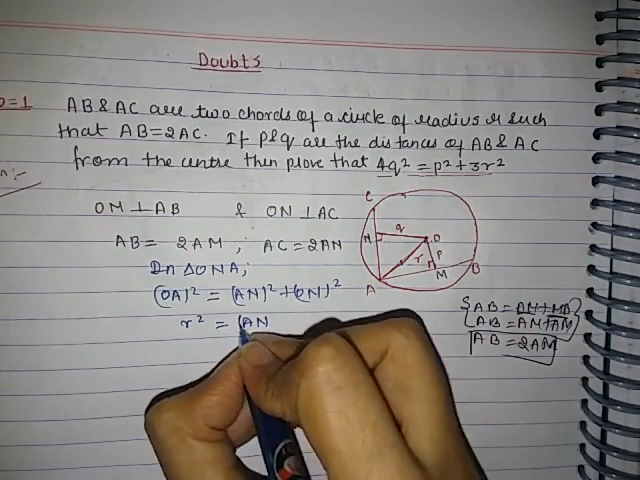 Doubts
Q=1 AB & AC are two chords of a circle of radius r such
that AB=2AC. If p & q are the distances of AB & AC
from the centre then prove that 4q² = p² + 3r²
n:-
OM ⊥ AB & ON ⊥ AC
AB = 2AM ; AC = 2AN
In ΔONA;
(OA)² = (AN)² + (ON)²
r² = (AN
C
N
q
O
r
P
M
A
B
{AB = AM + MB}
AB = AM + AM
AB = 2AM